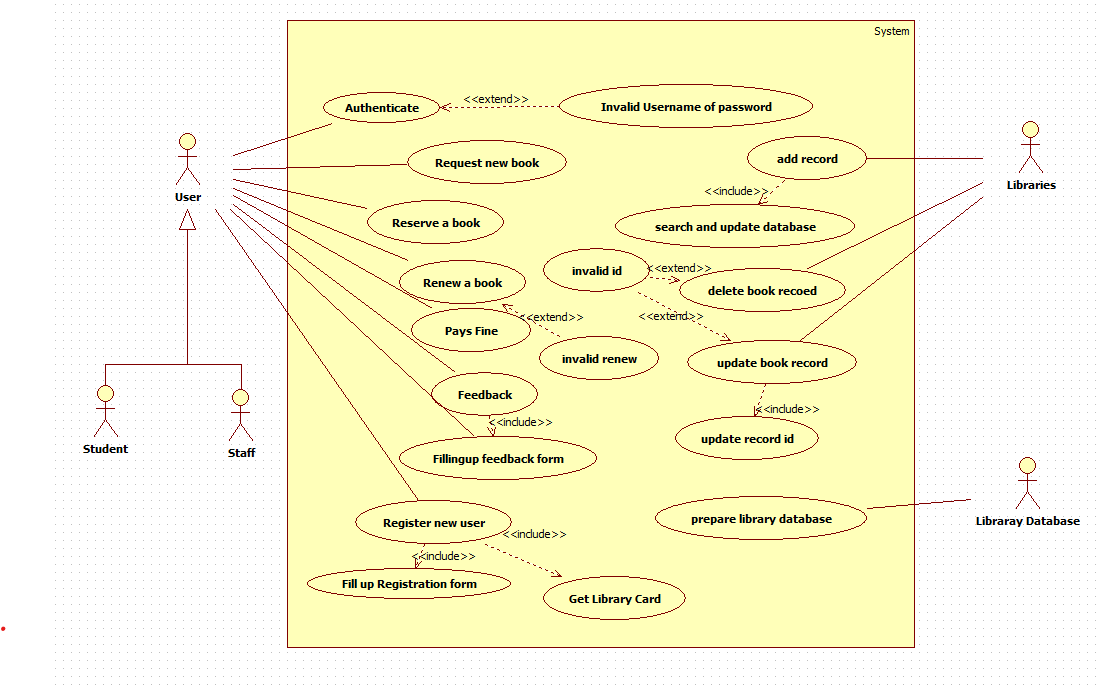 System
Authenticate
<<extend>>
Invalid Username of password
Request new book
add record
User
Libraries
<<include>>
Reserve a book
search and update database
invalid id
<<extend>>
Renew a book
delete book recoed
<<extend>>
<<extend>>
Pays Fine
invalid renew
update book record
Feedback
<<include>>
<<include>>
Student
Staff
update record id
Fillingup feedback form
Register new user
prepare library database
Libraray Database
<<include>>
<<include>>
Fill up Registration form
Get Library Card